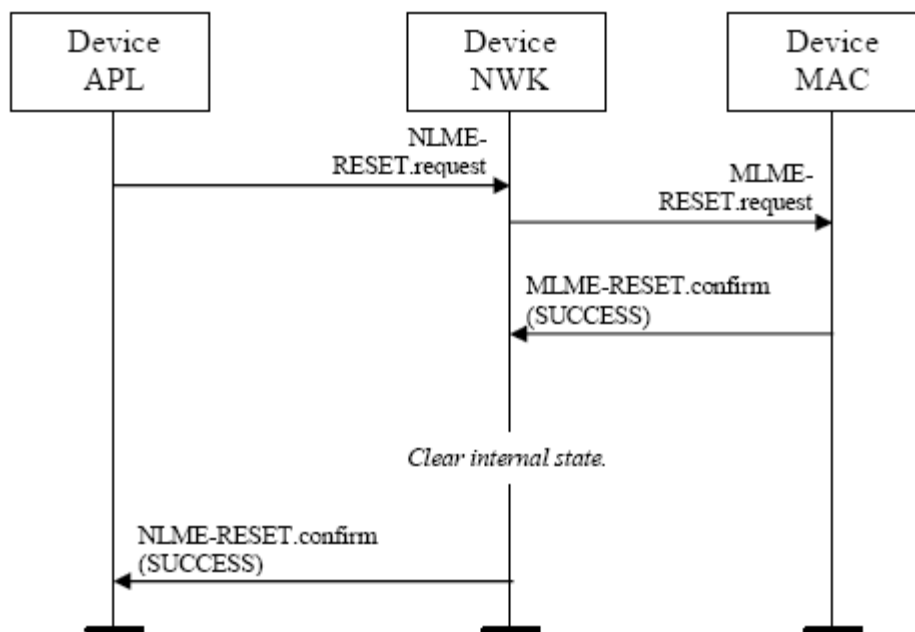 Device
APL
Device
NWK
Device
MAC
NLME-
RESET.request
MLME-
RESET.request
MLME-RESET.confirm
(SUCCESS)
Clear internal state.
NLME-RESET.confirm
(SUCCESS)